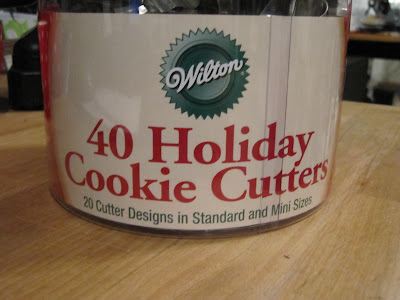 Wilton
40 Holiday
Cookie Cutters
20 Cutter Designs in Standard and Mini Sizes